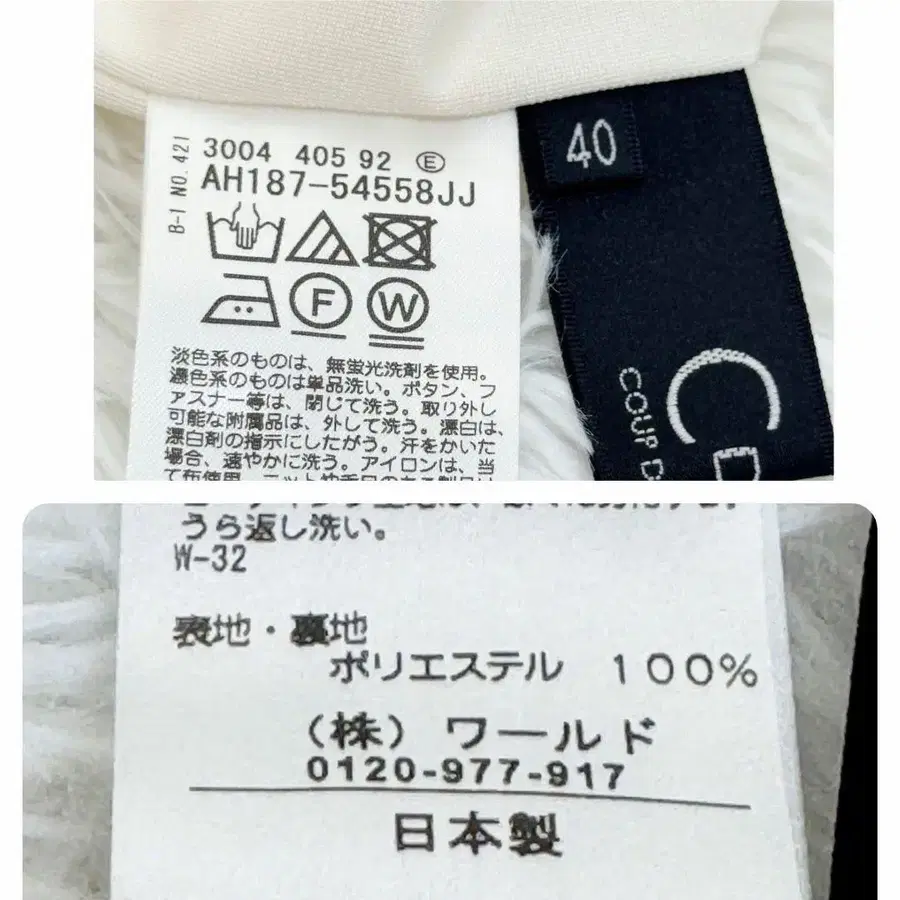 B-1 NO. 421
3004 405 92 Ⓔ
AH187-54558JJ
F W
淡色系のものは、無蛍光洗剤を使用。
濃色系のものは単品洗い。ボタン、フ
ァスナー等は、閉じて洗う。取り外し
可能な附属品は、外して洗う。漂白は、
漂白剤の指示にしたがう。汗をかいた
場合、速やかに洗う。アイロンは、当
40
C D
COUP D
うら返し洗い。
W-32
表地・裏地
ポリエステル 100%
(株) ワールド
0120-977-917
日本製